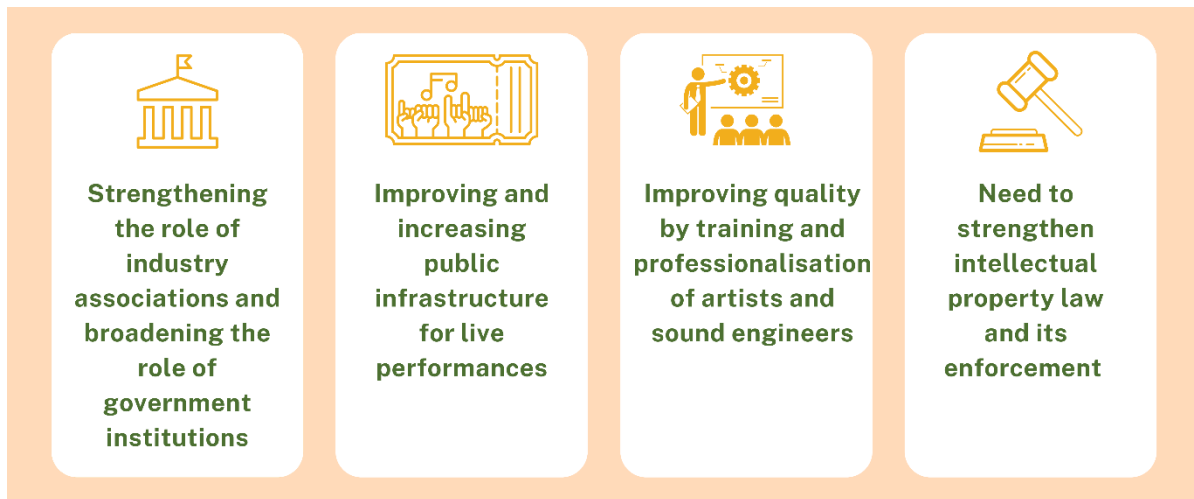 Strengthening
the role of
industry
associations and
broadening the
role of
government
institutions
Improving and
increasing
public
infrastructure
for live
performances
Improving quality
by training and
professionalisation
of artists and
sound engineers
Need to
strengthen
intellectual
property law
and its
enforcement